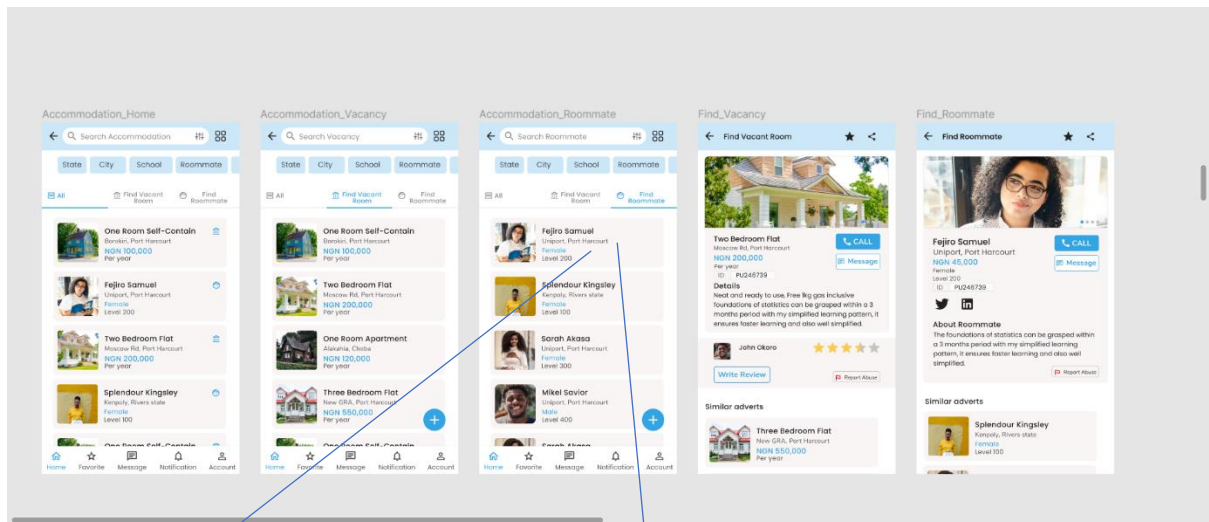 Accommodation_Home
Search Accommodation
State City School Roommate
All Find Vacant Room Find Roommate
One Room Self-Contain
Borokiri, Port Harcourt
NGN 100,000
Per year
Fejiro Samuel
Uniport, Port Harcourt
Female
Level 200
Two Bedroom Flat
Moscow Rd, Port Harcourt
NGN 200,000
Per year
Splendour Kingsley
Kenpoly, Rivers state
Female
Level 100
One Room Self-Contain
Home Favorite Message Notification Account
Accommodation_Vacancy
Search Vacancy
State City School Roommate
All Find Vacant Room Find Roommate
One Room Self-Contain
Borokiri, Port Harcourt
NGN 100,000
Per year
Two Bedroom Flat
Moscow Rd, Port Harcourt
NGN 200,000
Per year
One Room Apartment
Alakahia, Choba
NGN 120,000
Per year
Three Bedroom Flat
New GRA, Port Harcourt
NGN 550,000
Per year
One Room Self-Contain
Home Favorite Message Notification Account
Accommodation_Roommate
Search Roommate
State City School Roommate
All Find Vacant Room Find Roommate
Fejiro Samuel
Uniport, Port Harcourt
Female
Level 200
Splendour Kingsley
Kenpoly, Rivers state
Female
Level 100
Sarah Akasa
Uniport, Port Harcourt
Female
Level 300
Mikel Savior
Uniport, Port Harcourt
Male
Level 400
Sarah Akasa
Home Favorite Message Notification Account
Find_Vacancy
Find Vacant Room
Two Bedroom Flat
Moscow Rd, Port Harcourt
NGN 200,000
Per year
ID PU246739
CALL
Message
Details
Neat and ready to use, Free 1kg gas inclusive
foundations of statistics can be grasped within a 3
months period with my simplified learning pattern, it
ensures faster learning and also well simplified.
John Okoro
Write Review
Report Abuse
Similar adverts
Three Bedroom Flat
New GRA, Port Harcourt
NGN 550,000
Per year
Find_Roommate
Find Roommate
Fejiro Samuel
Uniport, Port Harcourt
NGN 45,000
Female
Level 200
ID PU246739
CALL
Message
About Roommate
The foundations of statistics can be grasped within
a 3 months period with my simplified learning
pattern, it ensures faster learning and also well
simplified.
Report Abuse
Similar adverts
Splendour Kingsley
Kenpoly, Rivers state
Female
Level 100